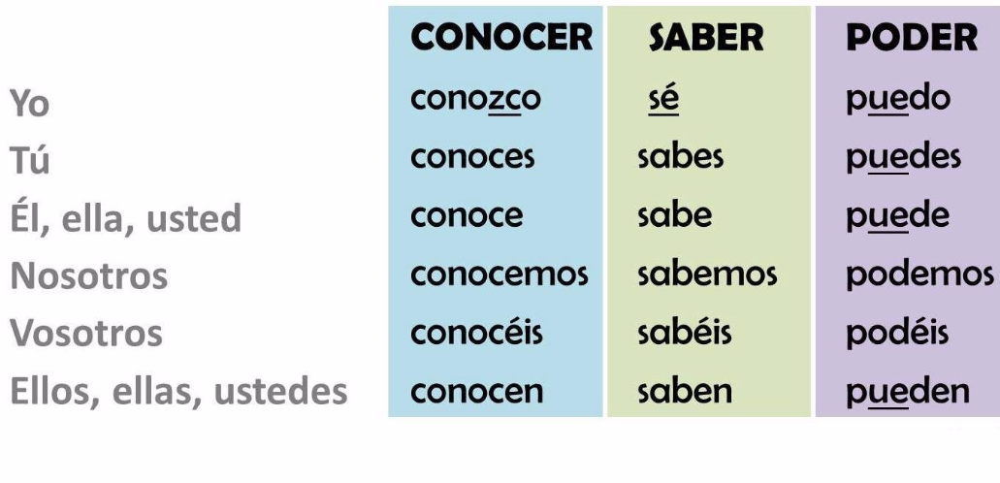 CONOCER SABER PODER
Yo conozco sé puedo
Tú conoces sabes puedes
Él, ella, usted conoce sabe puede
Nosotros conocemos sabemos podemos
Vosotros conocéis sabéis podéis
Ellos, ellas, ustedes conocen saben pueden